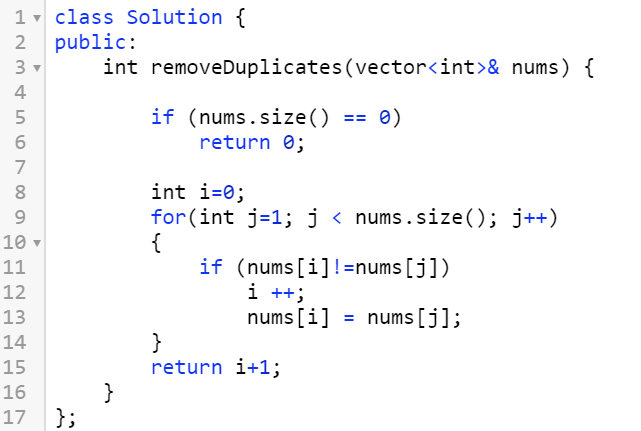 1 class Solution {
2 public:
3     int removeDuplicates(vector<int>& nums) {
4
5         if (nums.size() == 0)
6             return 0;
7
8         int i=0;
9         for(int j=1; j < nums.size(); j++)
10         {
11             if (nums[i]!=nums[j])
12                 i ++;
13                 nums[i] = nums[j];
14         }
15         return i+1;
16     }
17 };